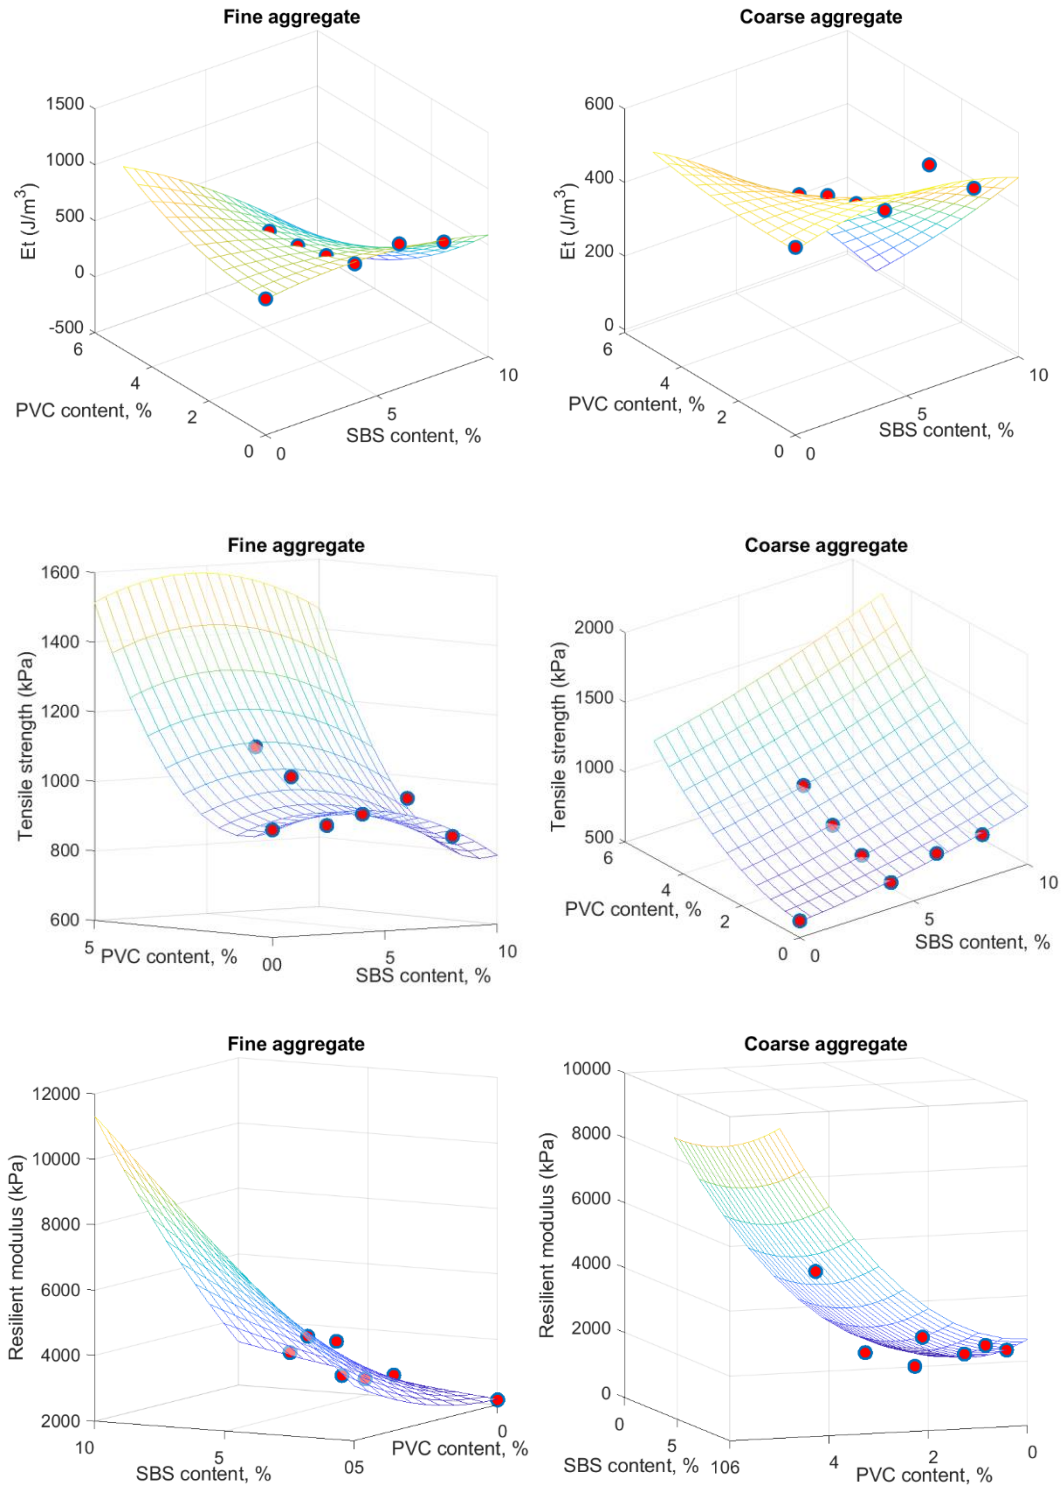 Fine aggregate
1500
1000
500
0
-500
Et (J/m³)
6
4
2
0
PVC content, %
0
5
10
SBS content, %
Coarse aggregate
600
400
200
0
Et (J/m³)
6
4
2
0
PVC content, %
0
5
10
SBS content, %
Fine aggregate
1600
1400
1200
1000
800
600
Tensile strength (kPa)
5
PVC content, %
00
5
10
SBS content, %
Coarse aggregate
2000
1500
1000
500
Tensile strength (kPa)
6
4
2
0
PVC content, %
0
5
10
SBS content, %
Fine aggregate
12000
10000
8000
6000
4000
2000
Resilient modulus (kPa)
10
5
05
SBS content, %
0
PVC content, %
Coarse aggregate
10000
8000
6000
4000
2000
0
Resilient modulus (kPa)
0
5
106
SBS content, %
4
2
0
PVC content, %